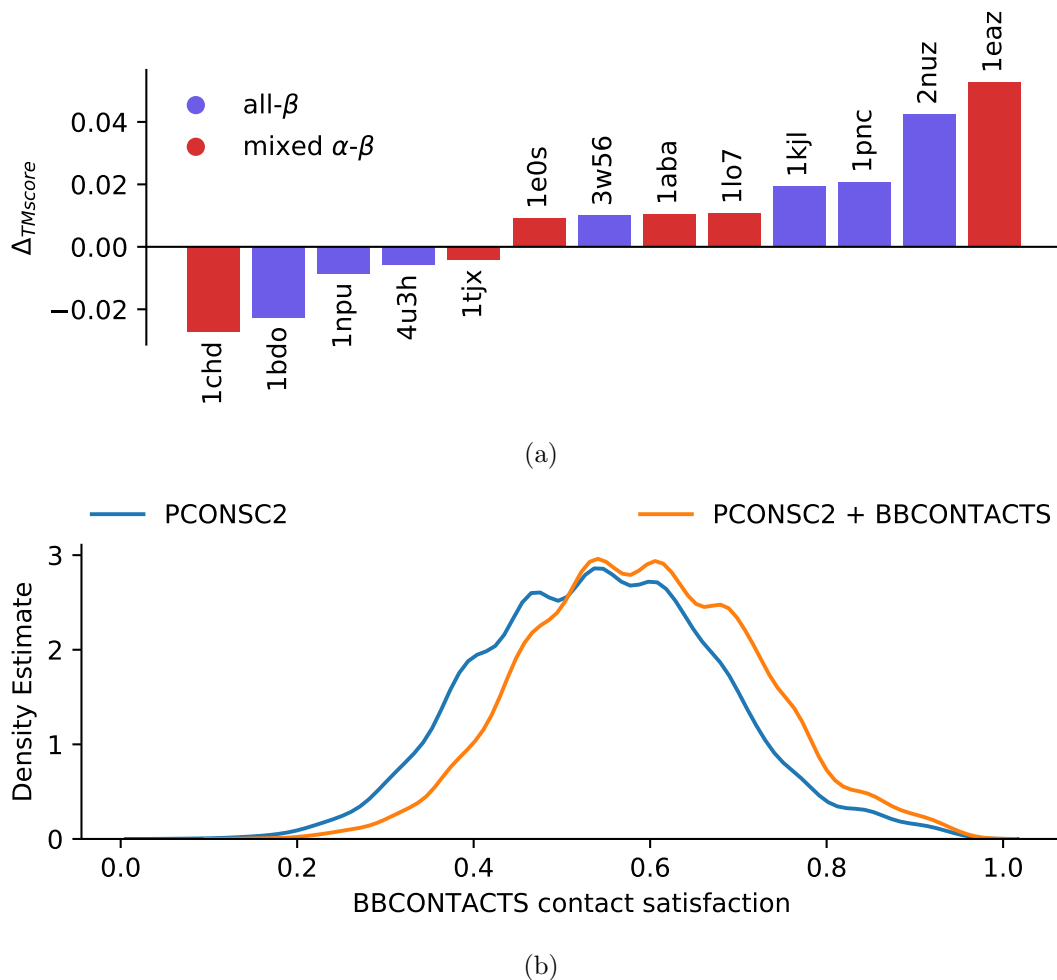 all-β
mixed α-β
Δ_TMscore
0.04
0.02
0.00
−0.02
1chd
1bdo
1npu
4u3h
1tjx
1e0s
3w56
1aba
1lo7
1kjl
1pnc
2nuz
1eaz
(a)
PCONSC2
PCONSC2 + BBCONTACTS
Density Estimate
3
2
1
0
0.0 0.2 0.4 0.6 0.8 1.0
BBCONTACTS contact satisfaction
(b)